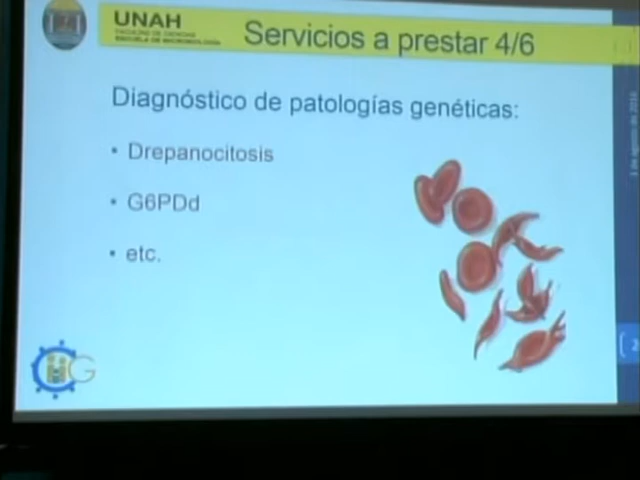 UNAH
FACULTAD DE CIENCIAS
ESCUELA DE MICROBIOLOGÍA
Servicios a prestar 4/6
Diagnóstico de patologías genéticas:
• Drepanocitosis
• G6PDd
• etc.